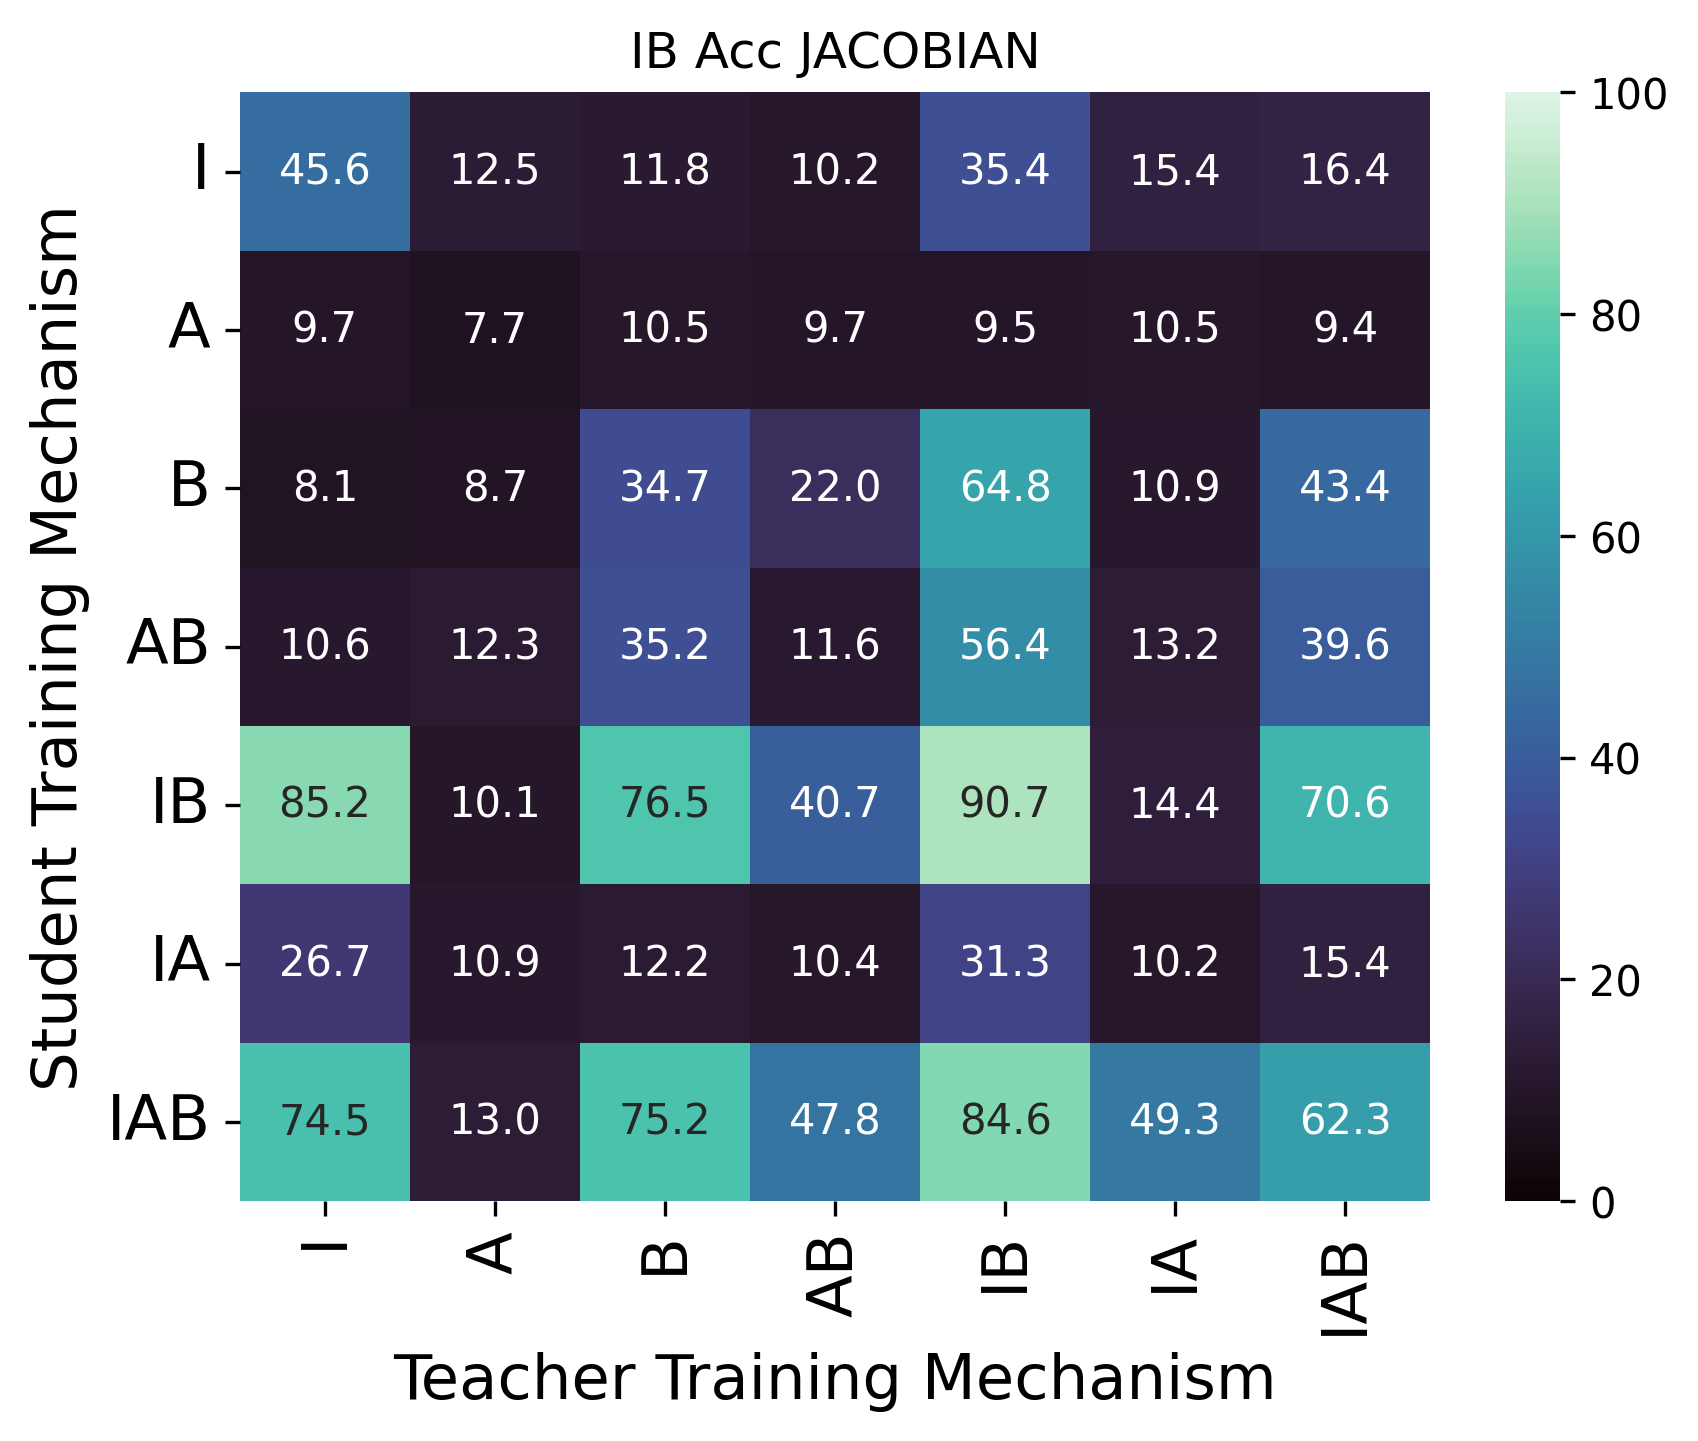 IB Acc JACOBIAN
Student Training Mechanism
I 45.6 12.5 11.8 10.2 35.4 15.4 16.4
A 9.7 7.7 10.5 9.7 9.5 10.5 9.4
B 8.1 8.7 34.7 22.0 64.8 10.9 43.4
AB 10.6 12.3 35.2 11.6 56.4 13.2 39.6
IB 85.2 10.1 76.5 40.7 90.7 14.4 70.6
IA 26.7 10.9 12.2 10.4 31.3 10.2 15.4
IAB 74.5 13.0 75.2 47.8 84.6 49.3 62.3
I A B AB IB IA IAB
Teacher Training Mechanism
100
80
60
40
20
0